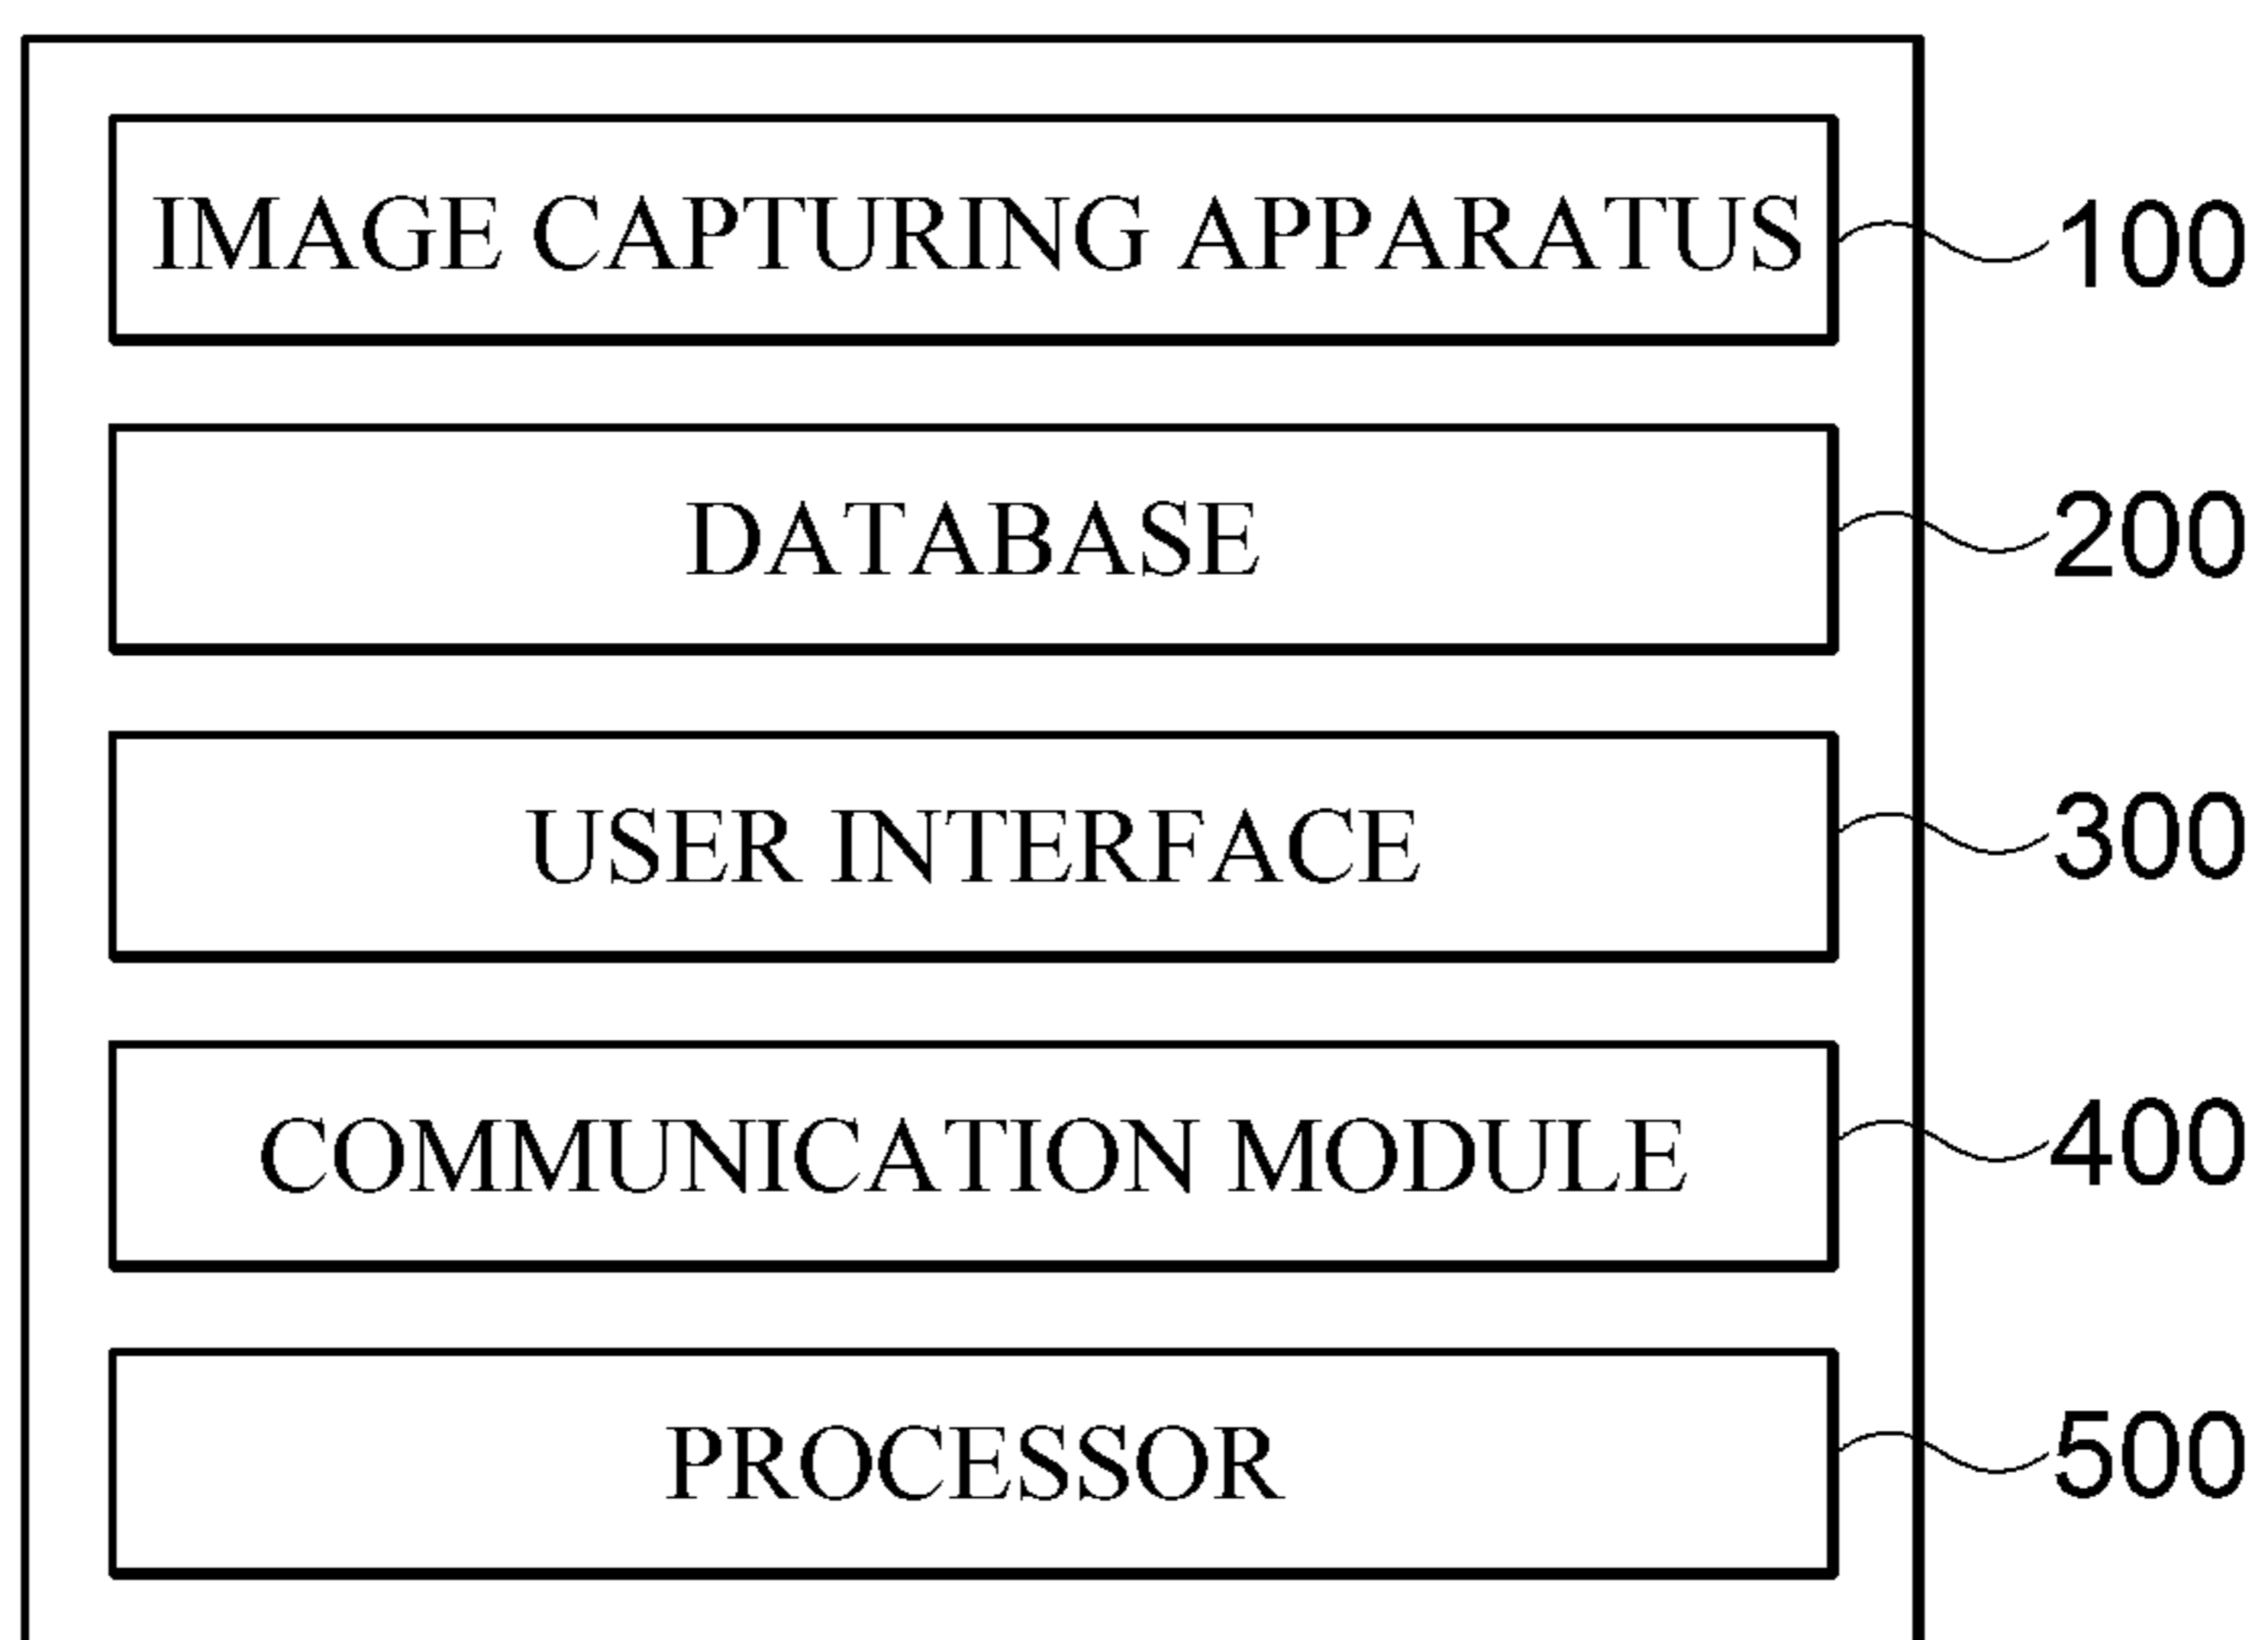 IMAGE CAPTURING APPARATUS 100
DATABASE 200
USER INTERFACE 300
COMMUNICATION MODULE 400
PROCESSOR 500